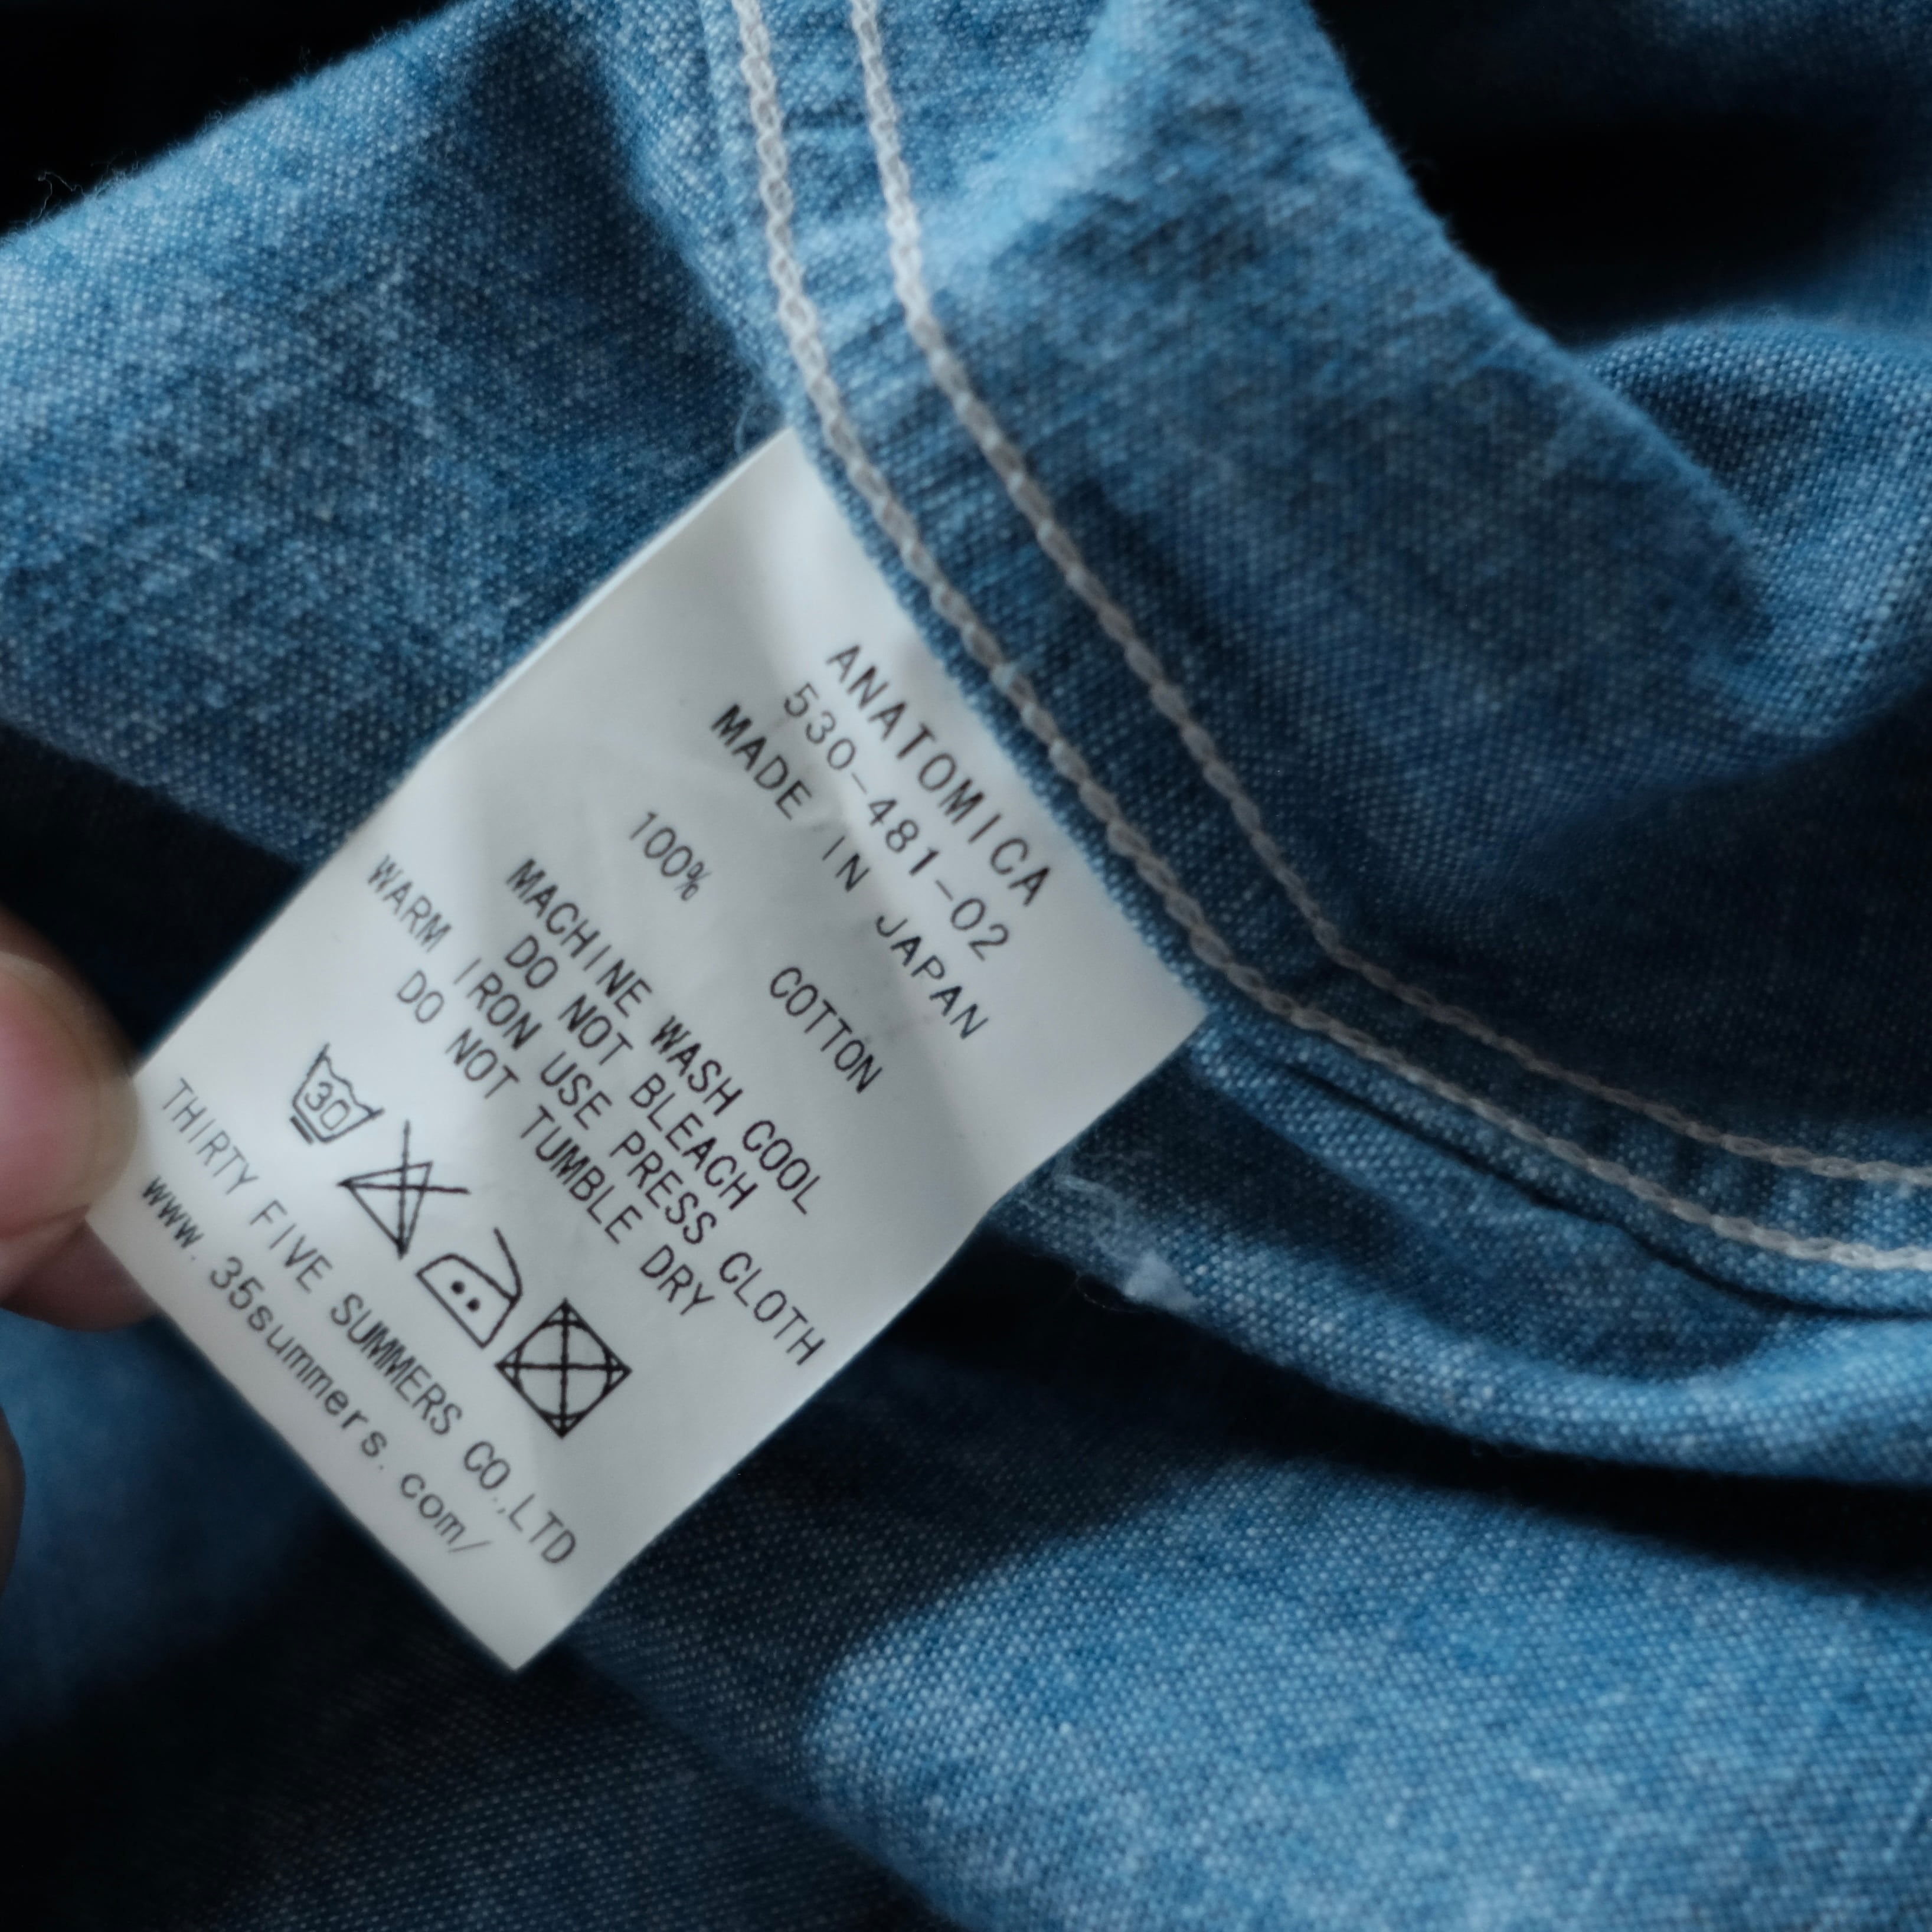 ANATOMICA
530-481-02
MADE IN JAPAN
100% COTTON
MACHINE WASH COOL
DO NOT BLEACH
WARM IRON USE PRESS CLOTH
DO NOT TUMBLE DRY
30
THIRTY FIVE SUMMERS CO.,LTD
www.35summers.com/